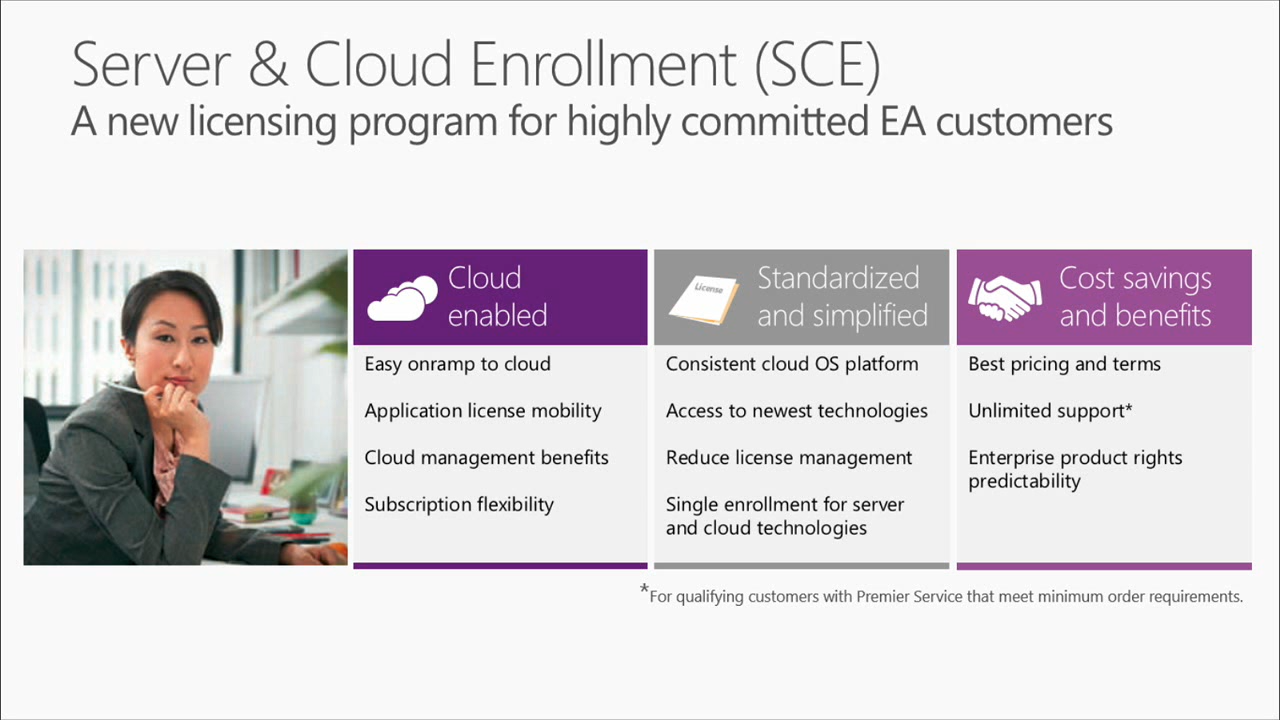 Server & Cloud Enrollment (SCE)
A new licensing program for highly committed EA customers
Cloud
enabled
Easy onramp to cloud
Application license mobility
Cloud management benefits
Subscription flexibility
License
Standardized
and simplified
Consistent cloud OS platform
Access to newest technologies
Reduce license management
Single enrollment for server
and cloud technologies
Cost savings
and benefits
Best pricing and terms
Unlimited support*
Enterprise product rights
predictability
*For qualifying customers with Premier Service that meet minimum order requirements.